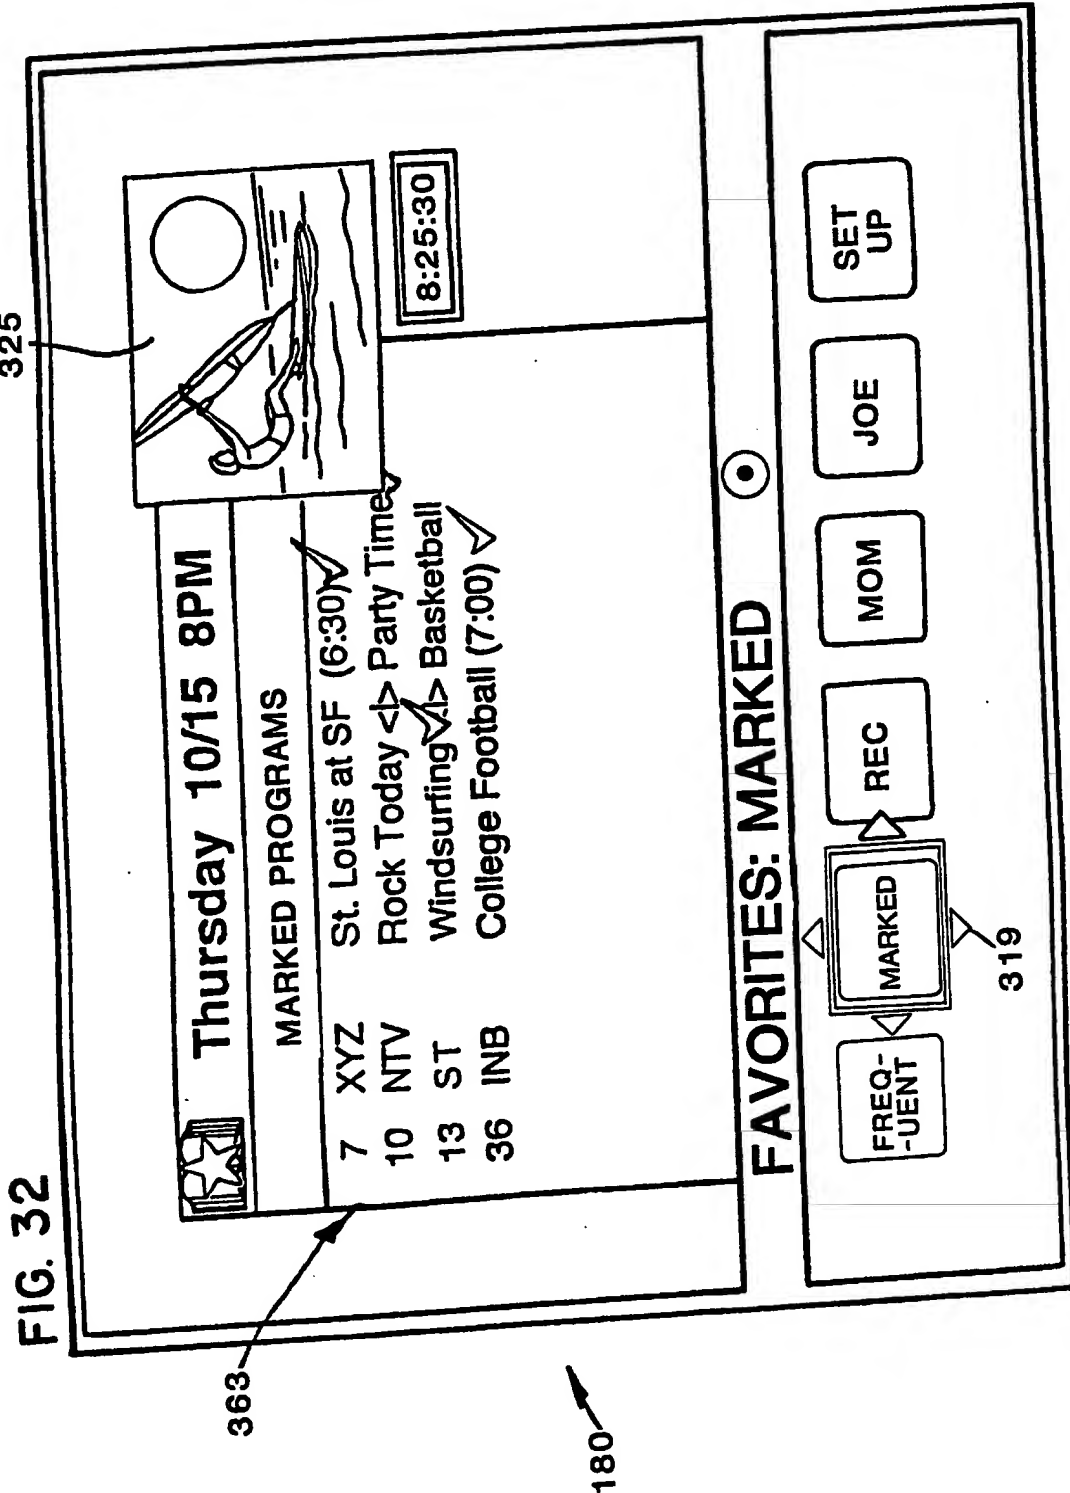 FIG. 32
325
Thursday 10/15 8PM
MARKED PROGRAMS
7 XYZ St. Louis at SF (6:30)
10 NTV Rock Today <|> Party Time
13 ST Windsurfing <|> Basketball
36 INB College Football (7:00)
8:25:30
363
180
FAVORITES: MARKED
FREQ-
-UENT
MARKED
REC
MOM
JOE
SET
UP
319